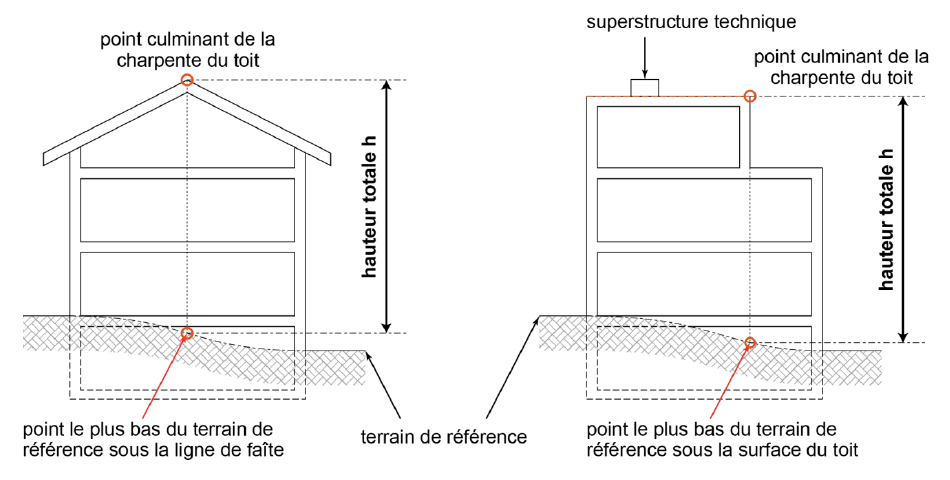 point culminant de la
charpente du toit
hauteur totale h
point le plus bas du terrain de
référence sous la ligne de faîte
terrain de référence
superstructure technique
point culminant de la
charpente du toit
hauteur totale h
point le plus bas du terrain de
référence sous la surface du toit